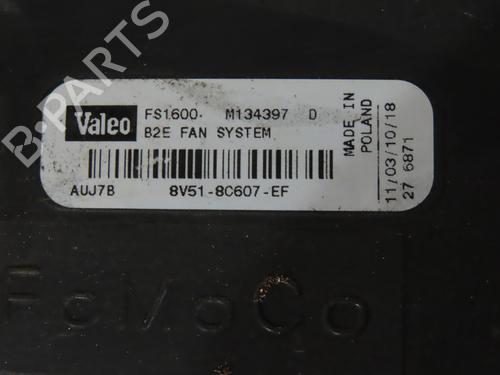 B-PARTS
Valeo FS1600. M134397 D
B2E FAN SYSTEM
AUJ7B 8V51-8C607-EF
MADE IN
POLAND
11/03/10/18
27 6871
FoMoCo